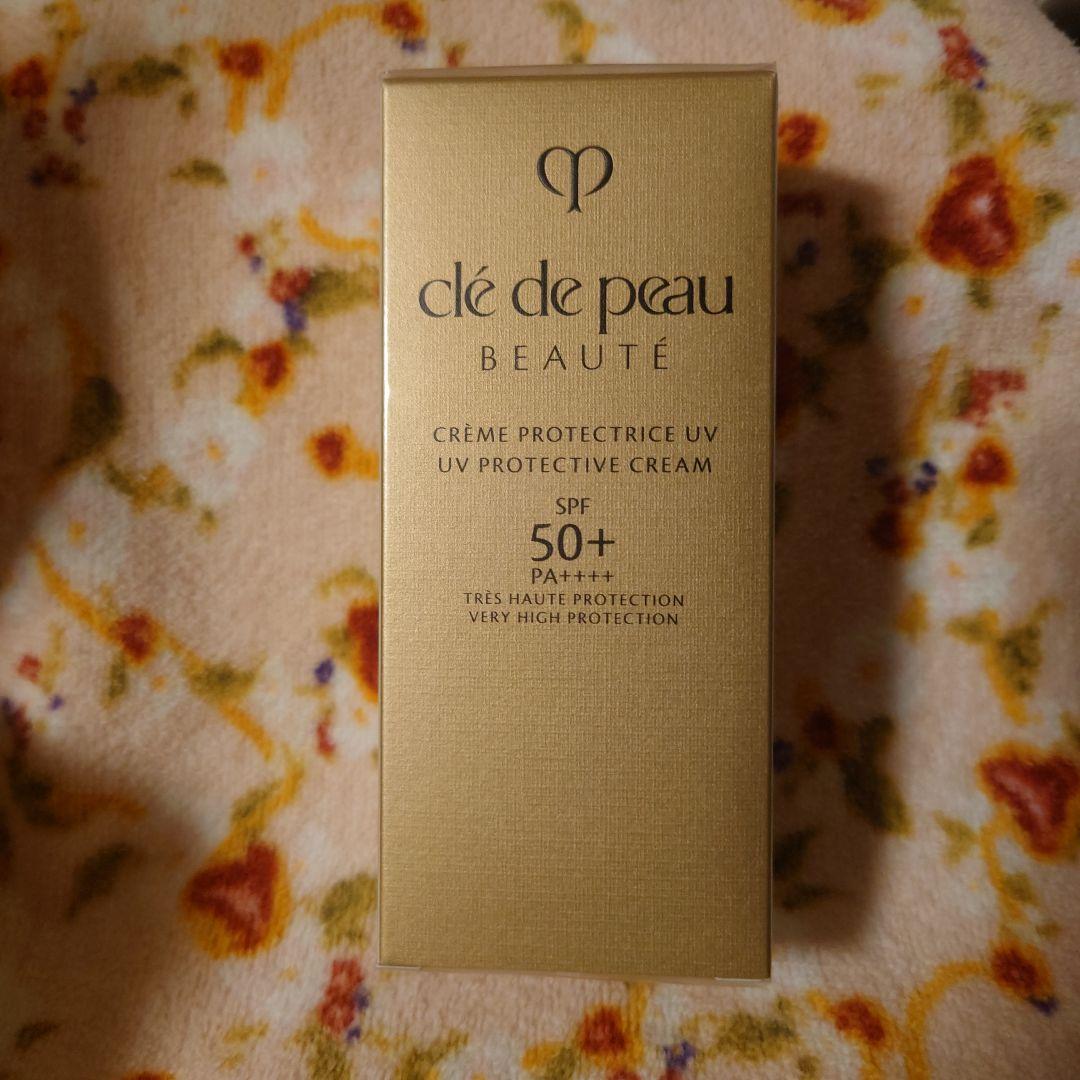 clé de peau
BEAUTÉ
CRÈME PROTECTRICE UV
UV PROTECTIVE CREAM
SPF
50+
PA++++
TRÈS HAUTE PROTECTION
VERY HIGH PROTECTION